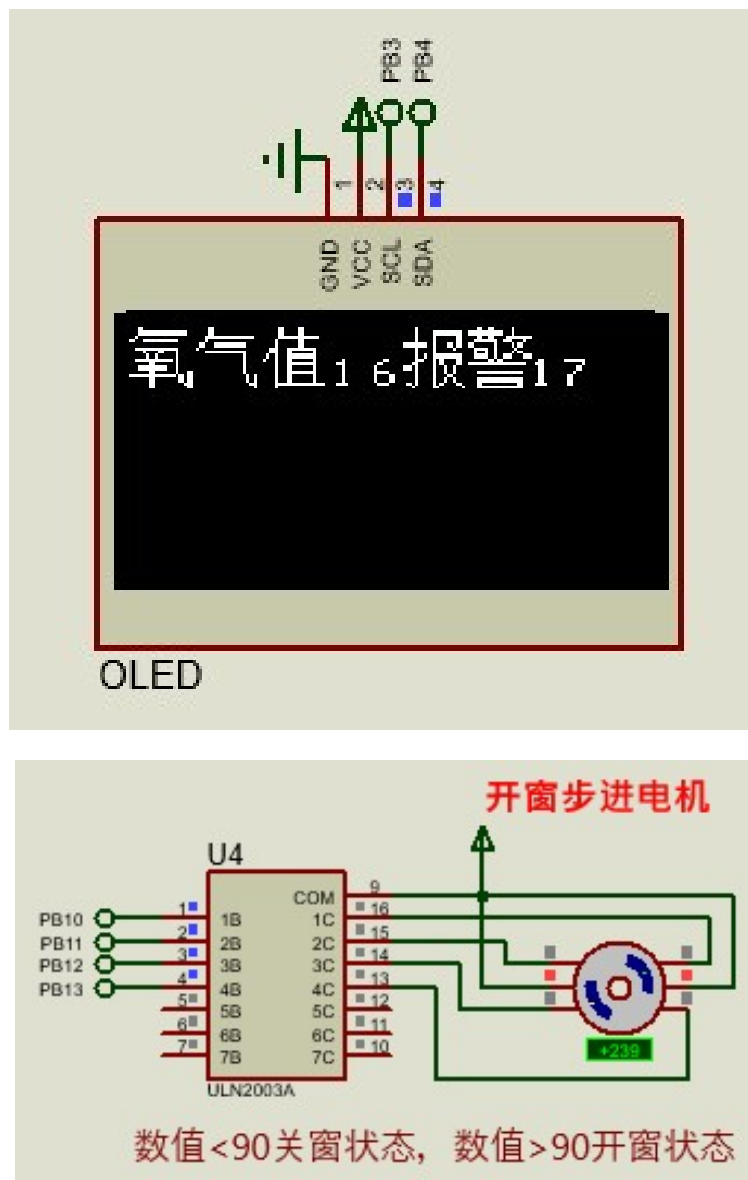 PB3 PB4
1 2 3 4
GND VCC SCL SDA
氧气值16报警17
OLED
开窗步进电机
U4
COM 9
PB10 1 1B 1C 16
PB11 2 2B 2C 15
PB12 3 3B 3C 14
PB13 4 4B 4C 13
5 5B 5C 12
6 6B 6C 11
7 7B 7C 10
+239
ULN2003A
数值<90关窗状态，数值>90开窗状态